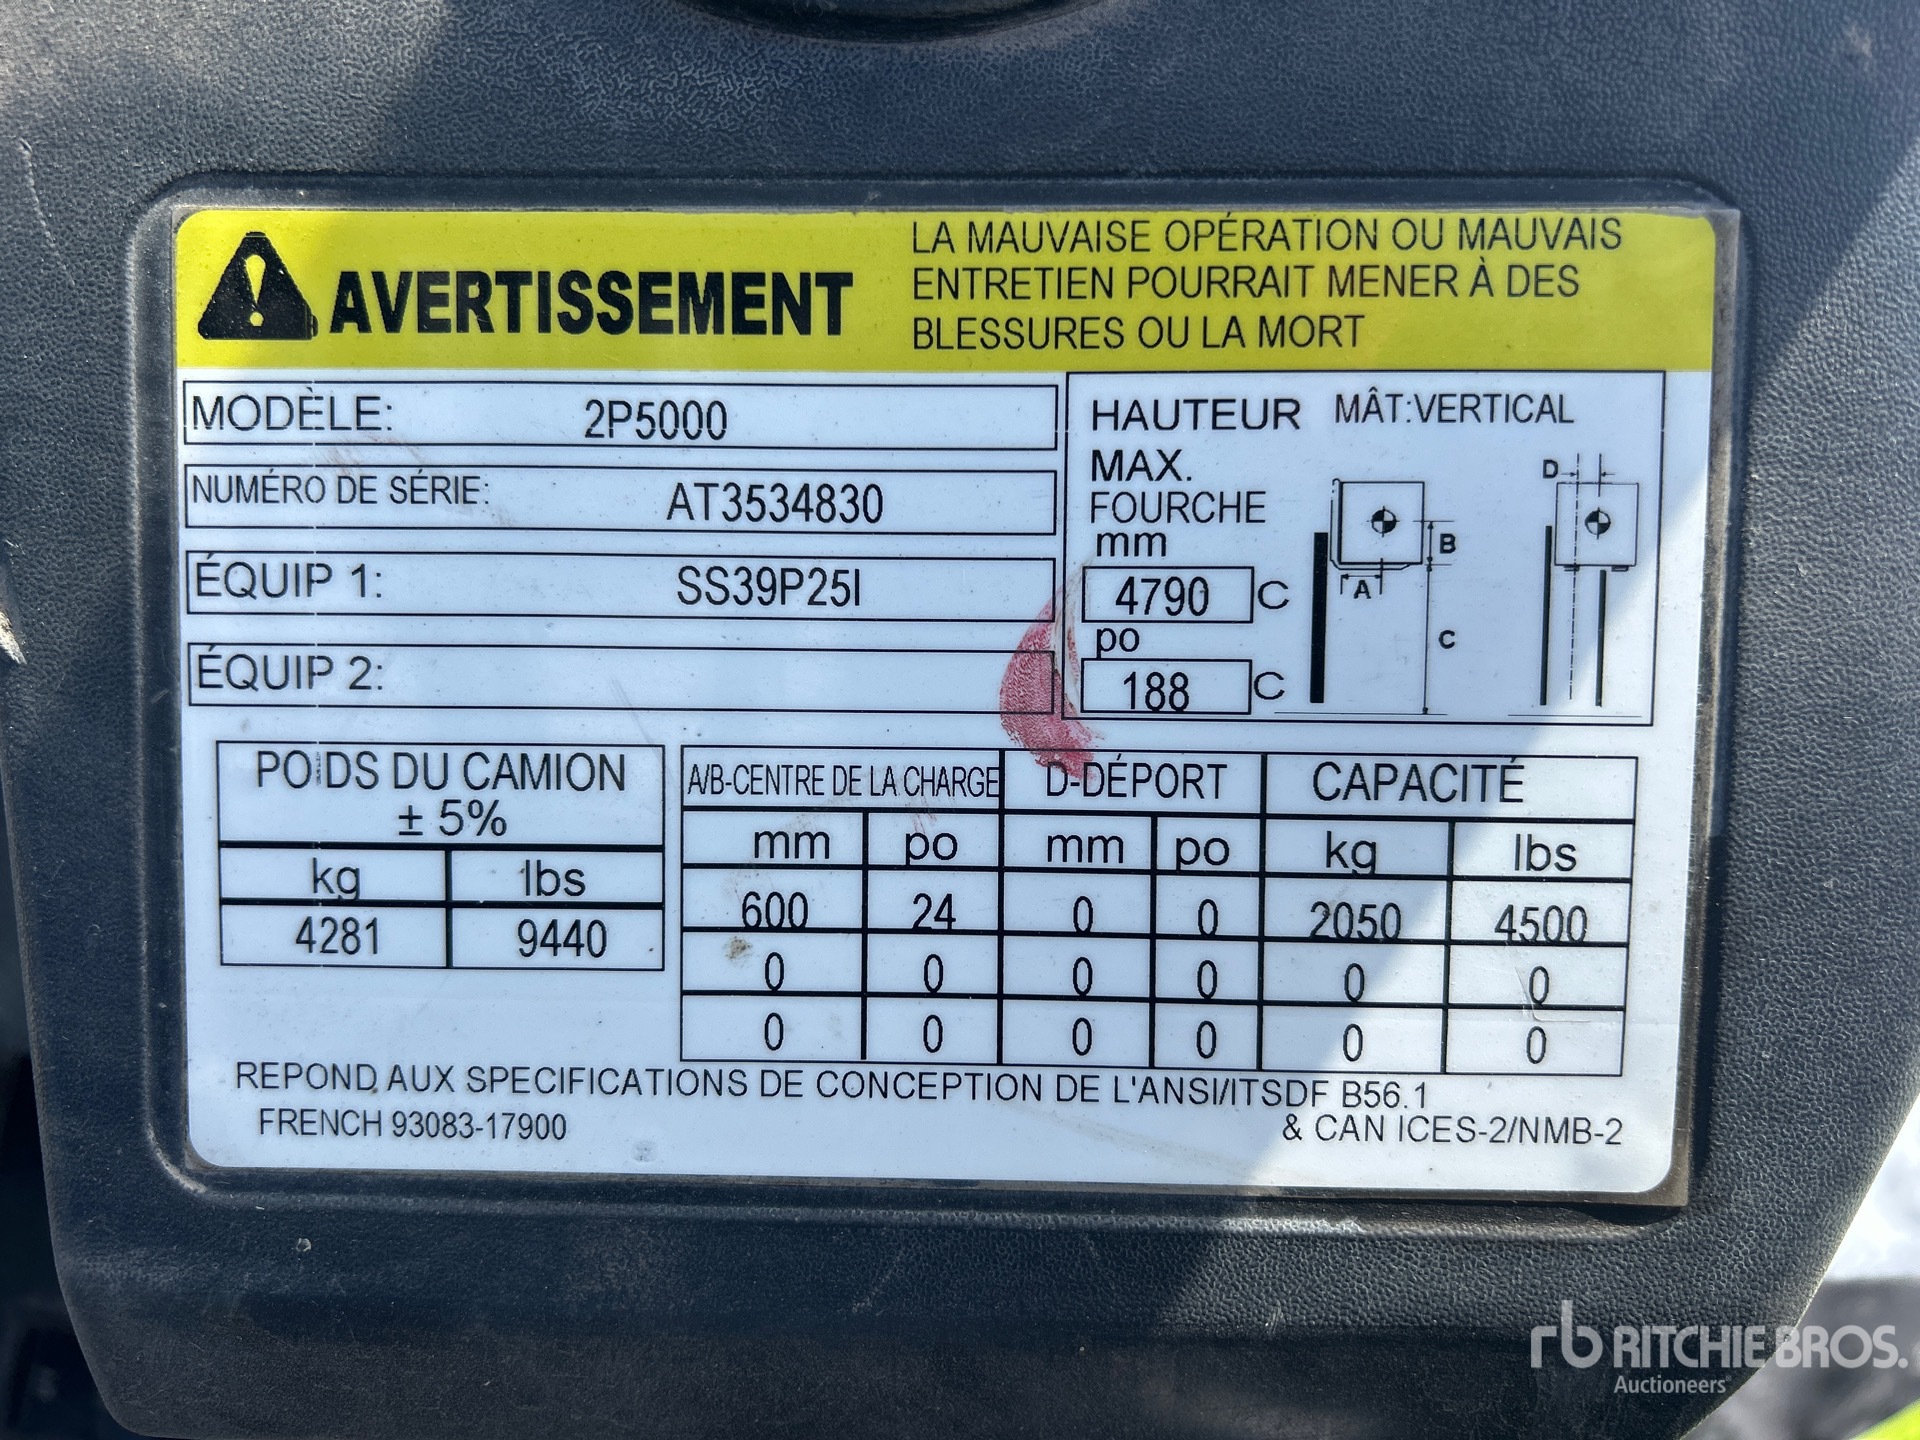 AVERTISSEMENT
LA MAUVAISE OPÉRATION OU MAUVAIS
ENTRETIEN POURRAIT MENER À DES
BLESSURES OU LA MORT
MODÈLE: 2P5000
NUMÉRO DE SÉRIE: AT3534830
ÉQUIP 1: SS39P25I
ÉQUIP 2:
HAUTEUR MÂT:VERTICAL
MAX.
FOURCHE
mm
4790 C
po
188 C
A
B
C
D
POIDS DU CAMION
± 5%
kg lbs
4281 9440
A/B-CENTRE DE LA CHARGE D-DÉPORT CAPACITÉ
mm po mm po kg lbs
600 24 0 0 2050 4500
0 0 0 0 0 0
0 0 0 0 0 0
REPOND AUX SPECIFICATIONS DE CONCEPTION DE L'ANSI/ITSDF B56.1
FRENCH 93083-17900 & CAN ICES-2/NMB-2
rb RITCHIE BROS.
Auctioneers